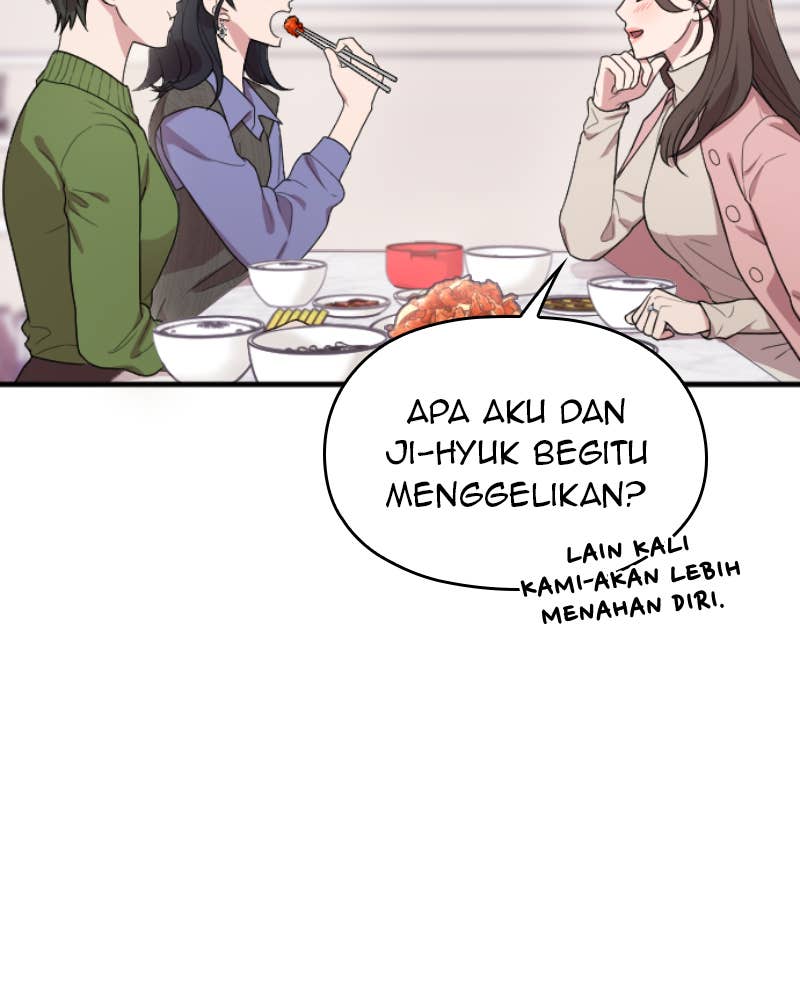 APA AKU DAN
JI-HYUK BEGITU
MENGGELIKAN?
LAIN KALI
KAMI-AKAN LEBIH
MENAHAN DIRI.